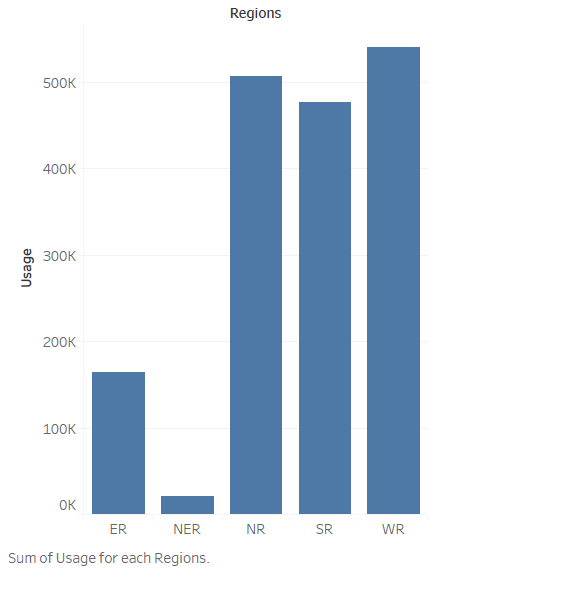 Regions
Usage
500K
400K
300K
200K
100K
0K
ER NER NR SR WR
Sum of Usage for each Regions.